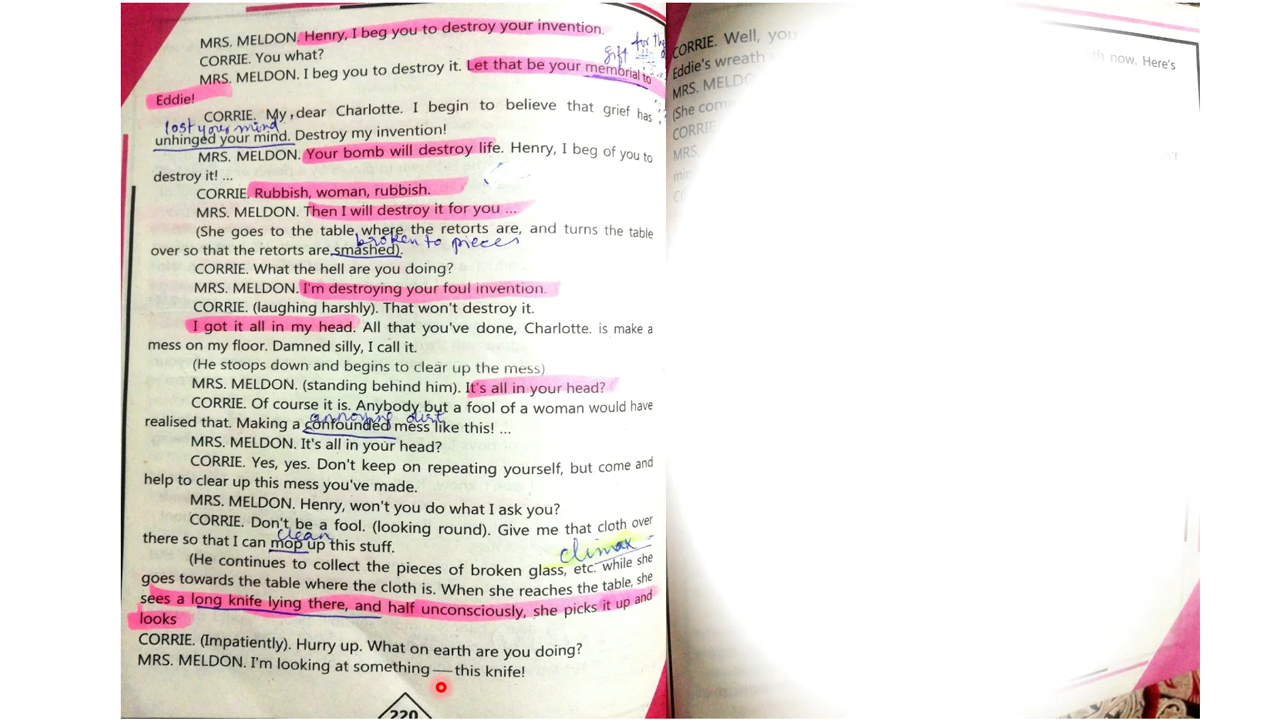 MRS. MELDON. Henry, I beg you to destroy your invention.
CORRIE. You what?
gift for the
MRS. MELDON. I beg you to destroy it. Let that be your memorial to
Eddie!
CORRIE. My dear Charlotte. I begin to believe that grief has
lost your mind
unhinged your mind. Destroy my invention!
MRS. MELDON. Your bomb will destroy life. Henry, I beg of you to
destroy it! ...
CORRIE. Rubbish, woman, rubbish.
MRS. MELDON. Then I will destroy it for you ...
(She goes to the table, where the retorts are, and turns the table
broken to pieces
over so that the retorts are smashed).
CORRIE. What the hell are you doing?
MRS. MELDON. I'm destroying your foul invention.
CORRIE. (laughing harshly). That won't destroy it.
I got it all in my head. All that you've done, Charlotte. is make a
mess on my floor. Damned silly, I call it.
(He stoops down and begins to clear up the mess)
MRS. MELDON. (standing behind him). It's all in your head?
CORRIE. Of course it is. Anybody but a fool of a woman would have
annoying dirt
realised that. Making a confounded mess like this! ...
MRS. MELDON. It's all in your head?
CORRIE. Yes, yes. Don't keep on repeating yourself, but come and
help to clear up this mess you've made.
MRS. MELDON. Henry, won't you do what I ask you?
CORRIE. Don't be a fool. (looking round). Give me that cloth over
clean
there so that I can mop up this stuff.
climax
(He continues to collect the pieces of broken glass, etc. while she
goes towards the table where the cloth is. When she reaches the table, she
sees a long knife lying there, and half unconsciously, she picks it up and
looks
CORRIE. (Impatiently). Hurry up. What on earth are you doing?
MRS. MELDON. I'm looking at something — this knife!
220
CORRIE. Well, you
now. Here's
Eddie's wreath
MRS. MELD
(She com
CORRIE
MRS.